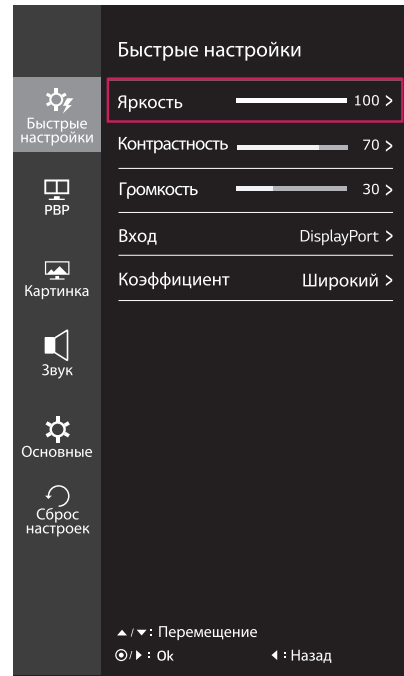 Быстрые настройки
Быстрые
настройки
PBP
Картинка
Звук
Основные
Сброс
настроек
Яркость 100 >
Контрастность 70 >
Громкость 30 >
Вход DisplayPort >
Коэффициент Широкий >
▲/▼: Перемещение
⦿/▶ : Ok ◀ : Назад